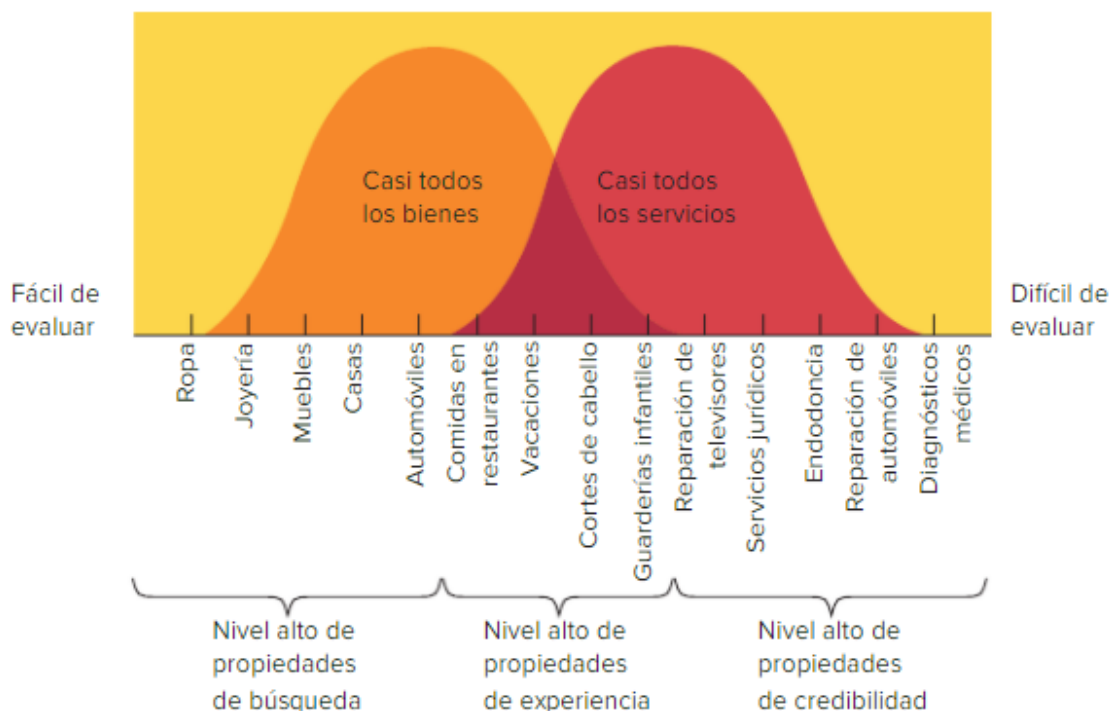 Casi todos
los bienes
Casi todos
los servicios
Fácil de
evaluar
Difícil de
evaluar
Ropa
Joyería
Muebles
Casas
Automóviles
Comidas en
restaurantes
Vacaciones
Cortes de cabello
Guarderías infantiles
Reparación de
televisores
Servicios jurídicos
Endodoncia
Reparación de
automóviles
Diagnósticos
médicos
Nivel alto de
propiedades
de búsqueda
Nivel alto de
propiedades
de experiencia
Nivel alto de
propiedades
de credibilidad